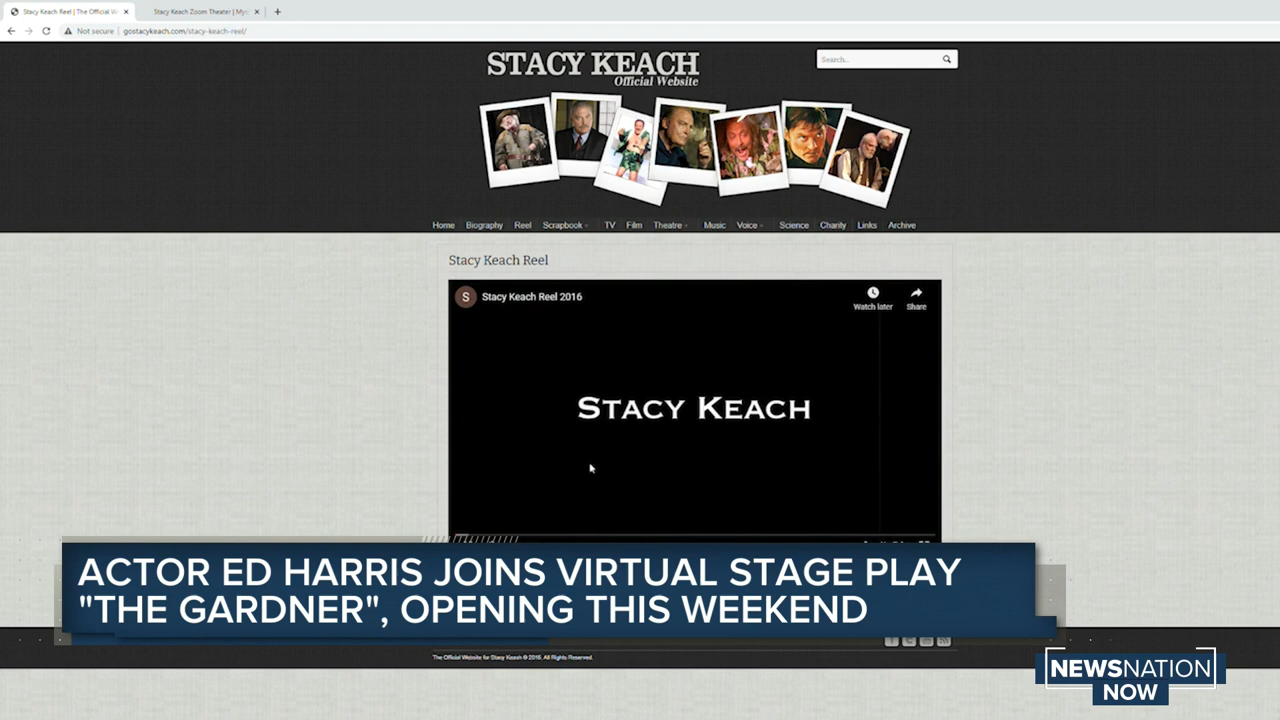 Stacy Keach Reel | The Official W
Stacy Keach Zoom Theater | Mys
Not secure | gostacykeach.com/stacy-keach-reel/
STACY KEACH
Official Website
Search...
Home Biography Reel Scrapbook TV Film Theatre Music Voice Science Charity Links Archive
Stacy Keach Reel
S Stacy Keach Reel 2016
Watch later Share
STACY KEACH
ACTOR ED HARRIS JOINS VIRTUAL STAGE PLAY
"THE GARDNER", OPENING THIS WEEKEND
The Official Website for Stacy Keach © 2015, All Rights Reserved.
NEWSNATION
NOW